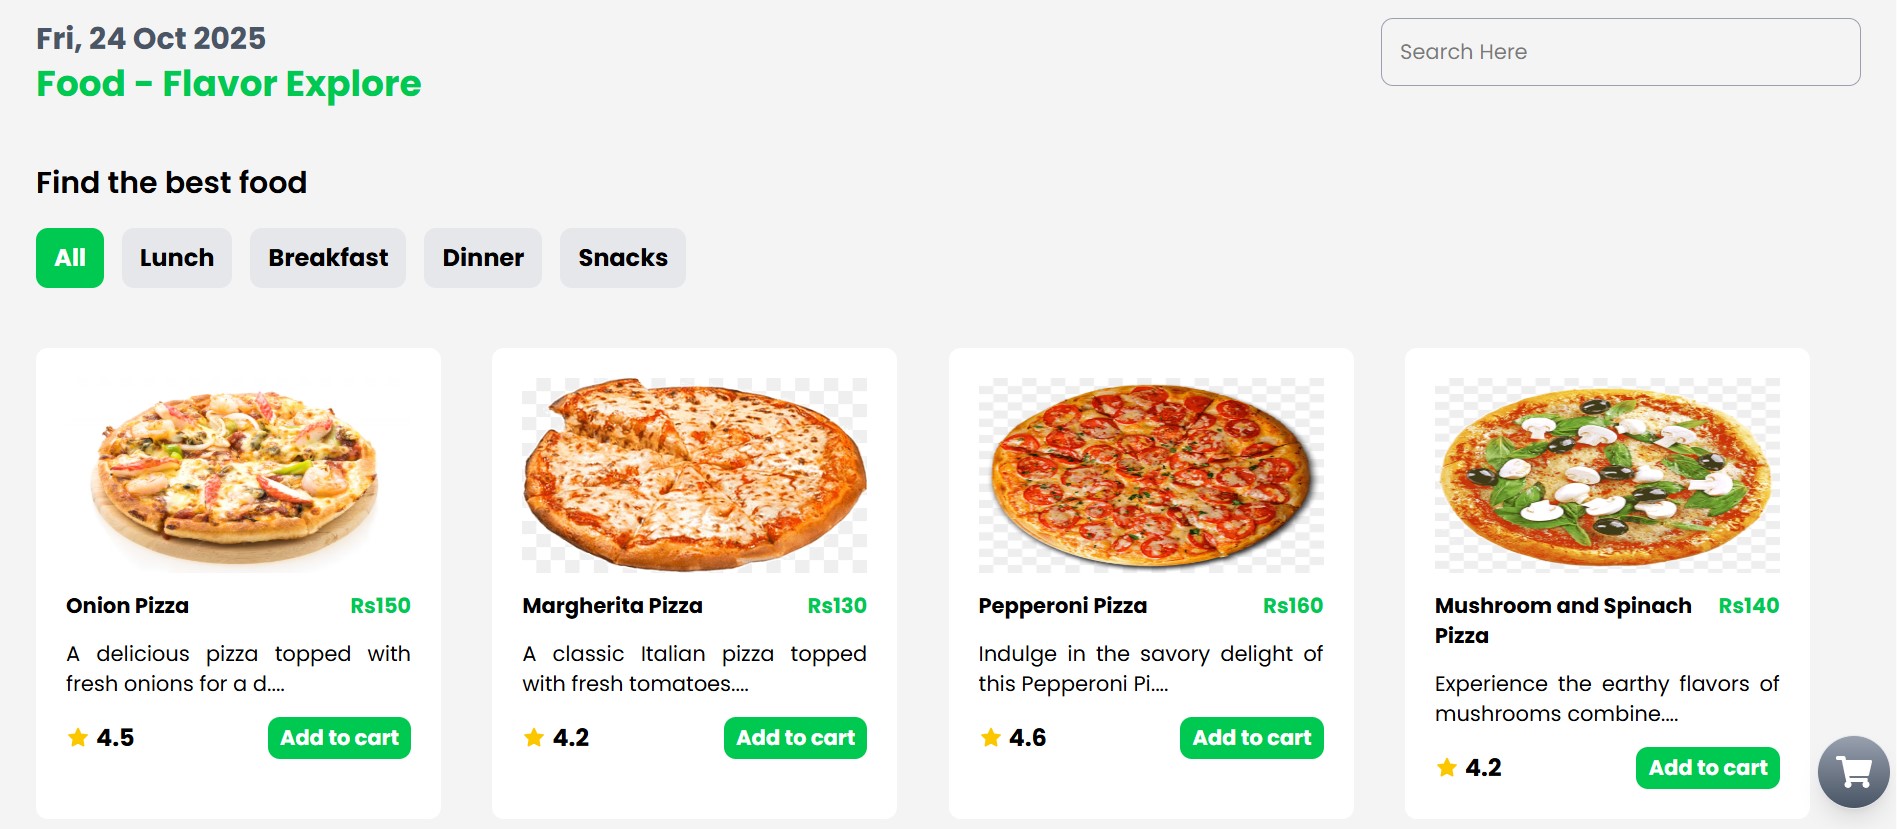 Fri, 24 Oct 2025
Search Here
Food - Flavor Explore
Find the best food
All
Lunch
Breakfast
Dinner
Snacks
Onion Pizza
Rs150
A delicious pizza topped with
fresh onions for a d....
4.5
Add to cart
Margherita Pizza
Rs130
A classic Italian pizza topped
with fresh tomatoes....
4.2
Add to cart
Pepperoni Pizza
Rs160
Indulge in the savory delight of
this Pepperoni Pi....
4.6
Add to cart
Mushroom and Spinach
Pizza
Rs140
Experience the earthy flavors of
mushrooms combine....
4.2
Add to cart